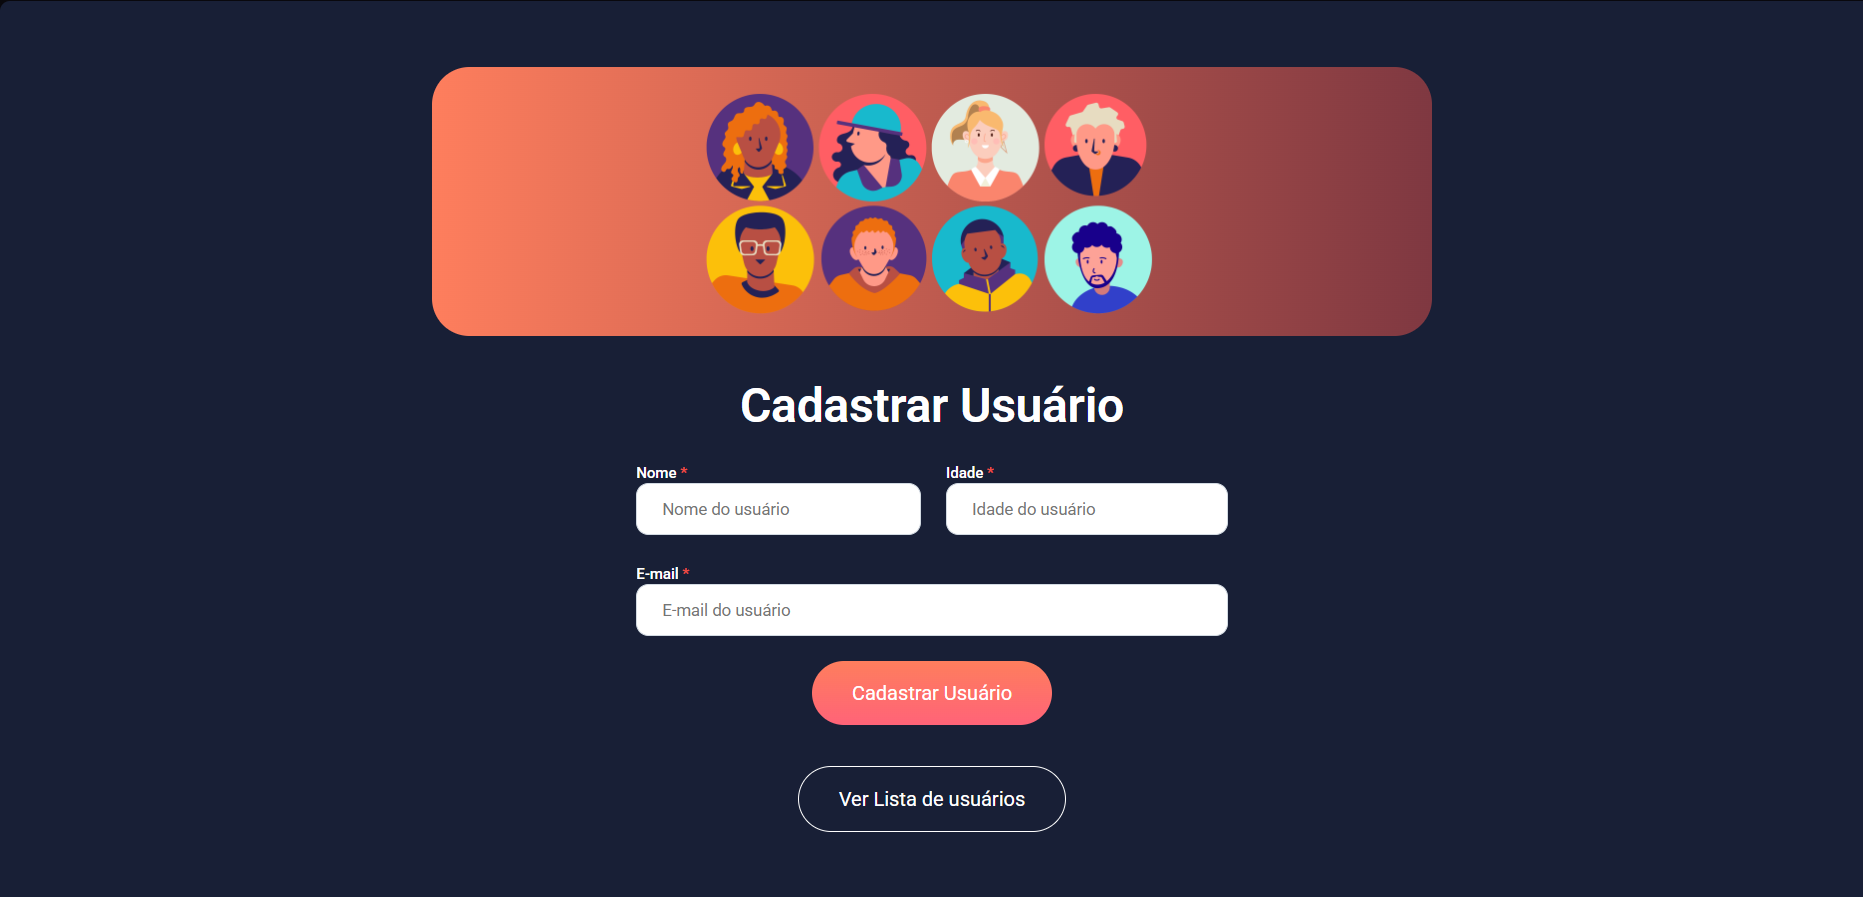 Cadastrar Usuário
Nome *
Idade *
Nome do usuário
Idade do usuário
E-mail *
E-mail do usuário
Cadastrar Usuário
Ver Lista de usuários